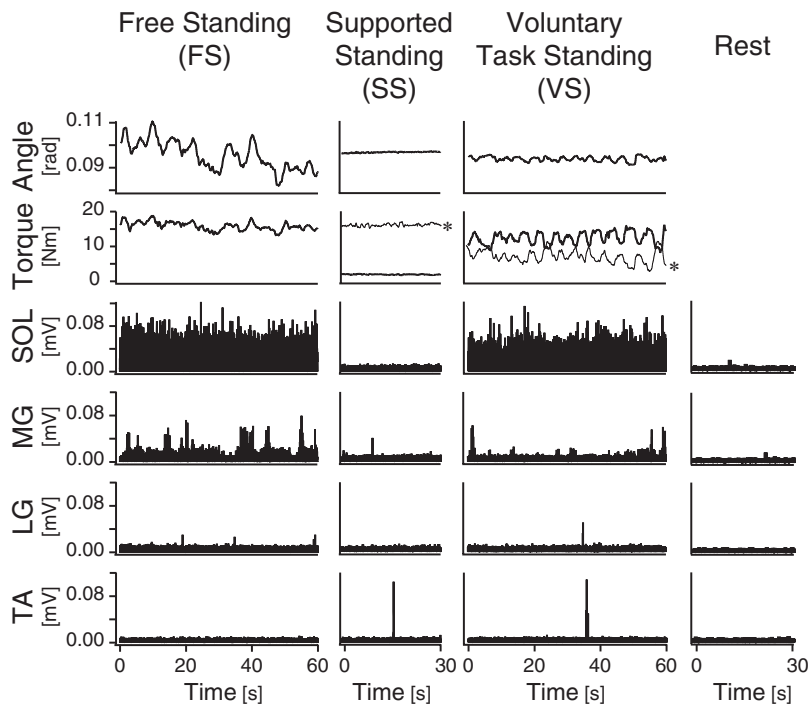 Free Standing
(FS)
Supported
Standing
(SS)
Voluntary
Task Standing
(VS)
Rest
Angle
[rad]
0.11
0.09
Torque
[Nm]
20
10
0
*
*
SOL
[mV]
0.08
0.00
MG
[mV]
0.08
0.00
LG
[mV]
0.08
0.00
TA
[mV]
0.08
0.00
0 20 40 60
0 30
0 20 40 60
0 30
Time [s]
Time [s]
Time [s]
Time [s]